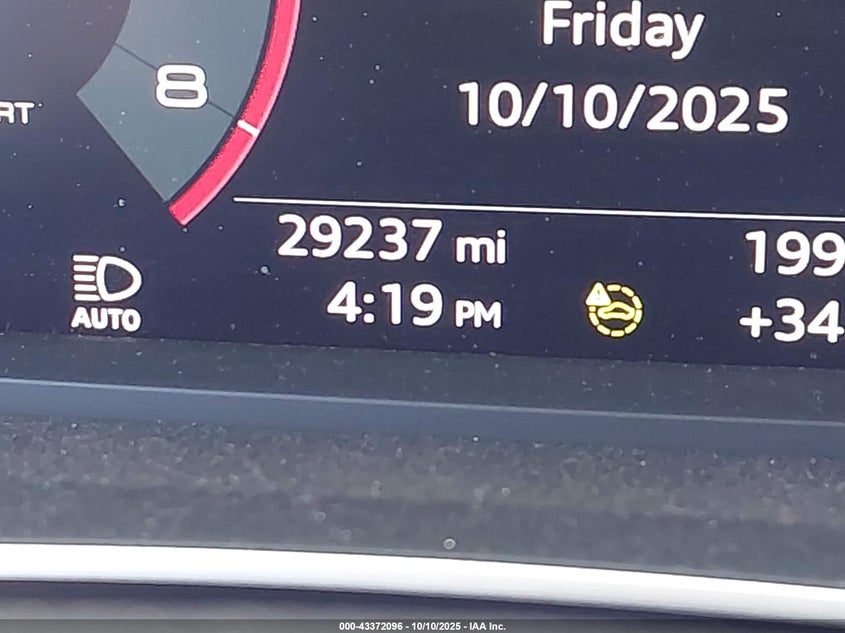 Friday
10/10/2025
8
RT
29237 mi
199
4:19 PM
+34
AUTO
000-43372096 - 10/10/2025 - IAA Inc.